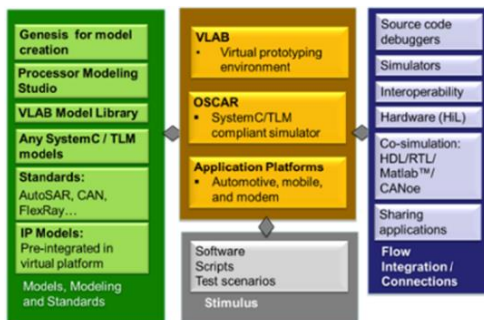 Genesis for model
creation
Processor Modeling
Studio
VLAB Model Library
Any SystemC / TLM
models
Standards:
AutoSAR, CAN,
FlexRay…
IP Models:
Pre-integrated in
virtual platform
Models, Modeling
and Standards
VLAB
• Virtual prototyping
environment
OSCAR
▪ SystemC/TLM
compliant simulator
Application Platforms
▪ Automotive, mobile,
and modem
Software
Scripts
Test scenarios
Stimulus
Source code
debuggers
Simulators
Interoperability
Hardware (HiL)
Co-simulation:
HDL/RTL/
Matlab™/
CANoe
Sharing
applications
Flow
Integration /
Connections